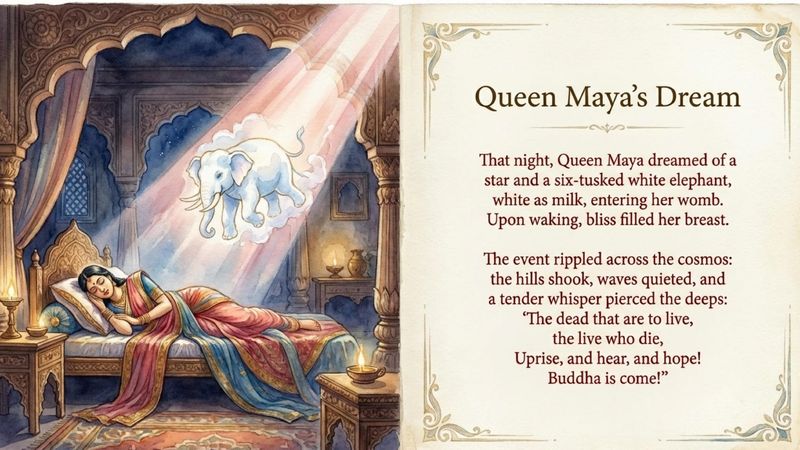 Queen Maya’s Dream
That night, Queen Maya dreamed of a
star and a six-tusked white elephant,
white as milk, entering her womb.
Upon waking, bliss filled her breast.
The event rippled across the cosmos:
the hills shook, waves quieted, and
a tender whisper pierced the deeps:
‘The dead that are to live,
the live who die,
Uprise, and hear, and hope!
Buddha is come!”